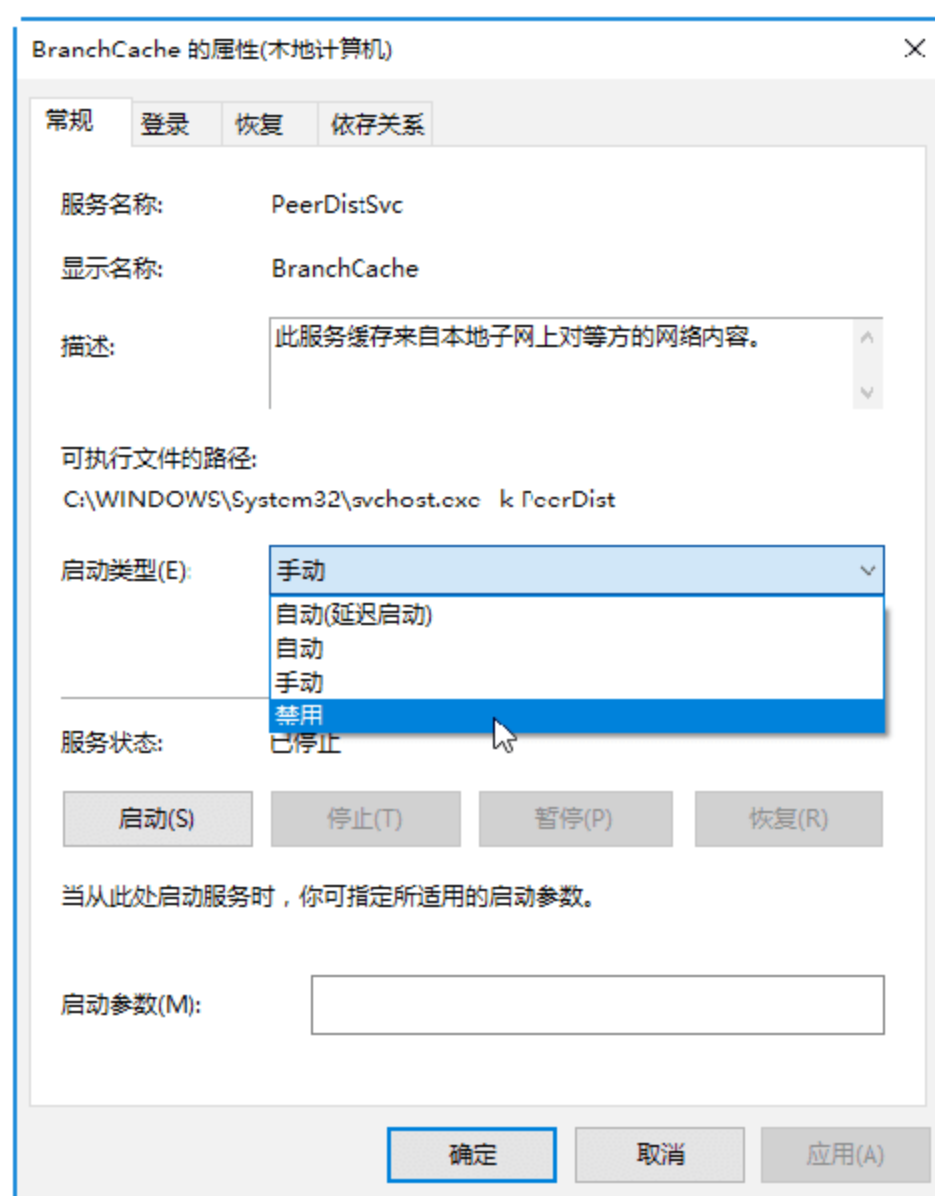 BranchCache 的属性(本地计算机)
常规 登录 恢复 依存关系
服务名称: PeerDistSvc
显示名称: BranchCache
描述: 此服务缓存来自本地子网上对等方的网络内容。
可执行文件的路径:
C:\WINDOWS\System32\svchost.exe -k PeerDist
启动类型(E): 手动
自动(延迟启动)
自动
手动
禁用
服务状态: 已停止
启动(S) 停止(T) 暂停(P) 恢复(R)
当从此处启动服务时，你可指定所适用的启动参数。
启动参数(M):
确定 取消 应用(A)